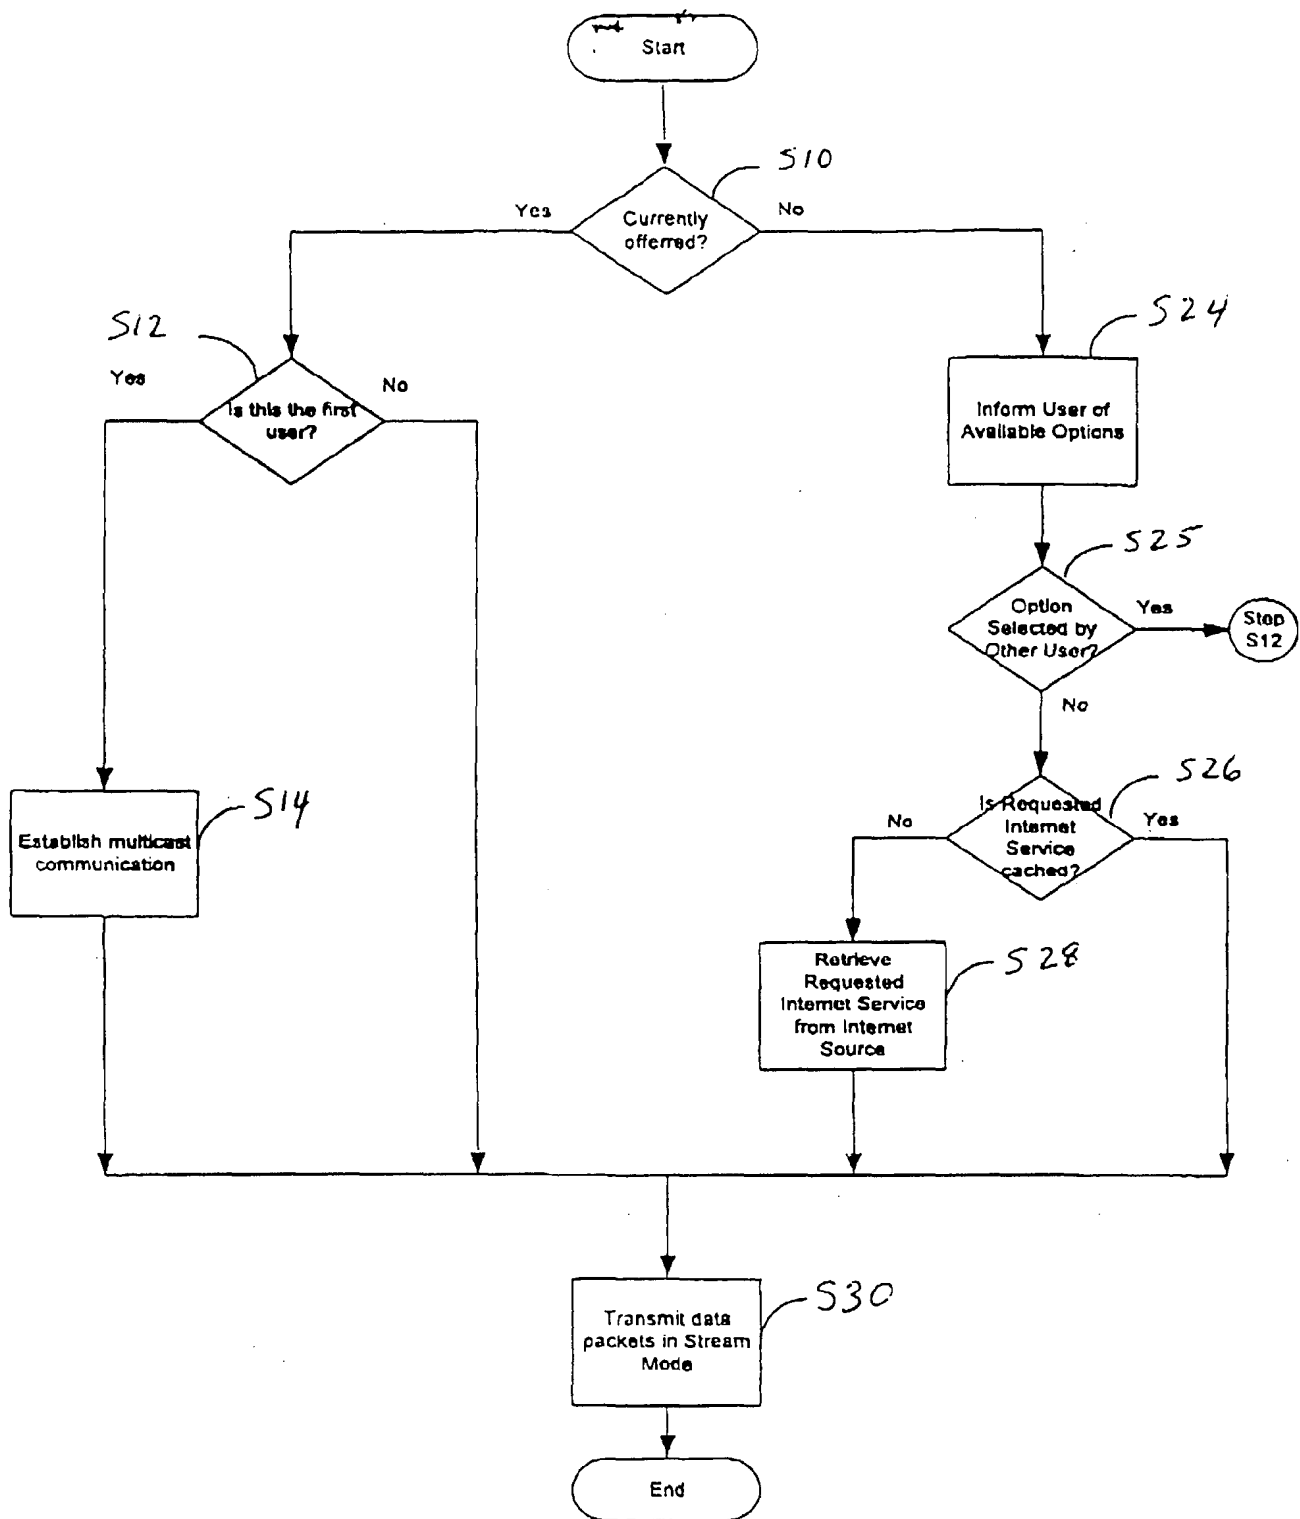 Start
S10
Yes
No
Currently
offerred?
S12
S24
Yes
No
Is this the first
user?
Inform User of
Available Options
S25
Option
Selected by
Other User?
Yes
Step
S12
No
S26
Is Requested
Internet
Service
cached?
No
Yes
S14
Establish multicast
communication
S28
Retrieve
Requested
Internet Service
from Internet
Source
S30
Transmit data
packets in Stream
Mode
End